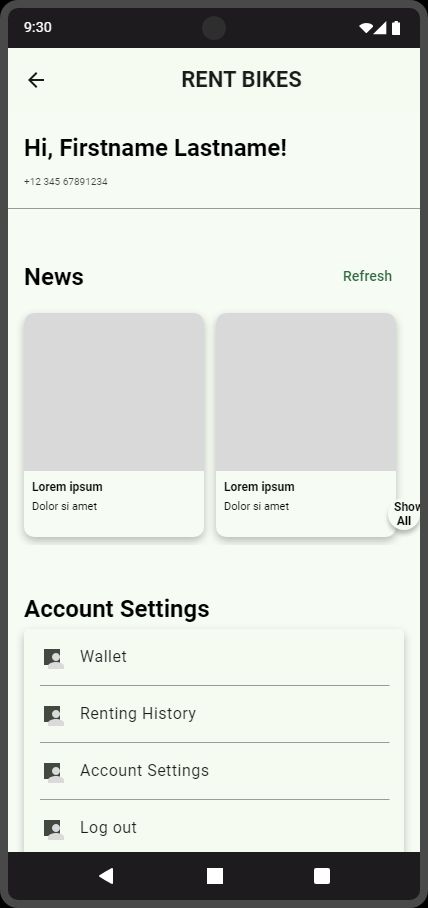 9:30
RENT BIKES
Hi, Firstname Lastname!
+12 345 67891234
News
Refresh
Lorem ipsum
Dolor si amet
Lorem ipsum
Dolor si amet
Show
All
Account Settings
Wallet
Renting History
Account Settings
Log out